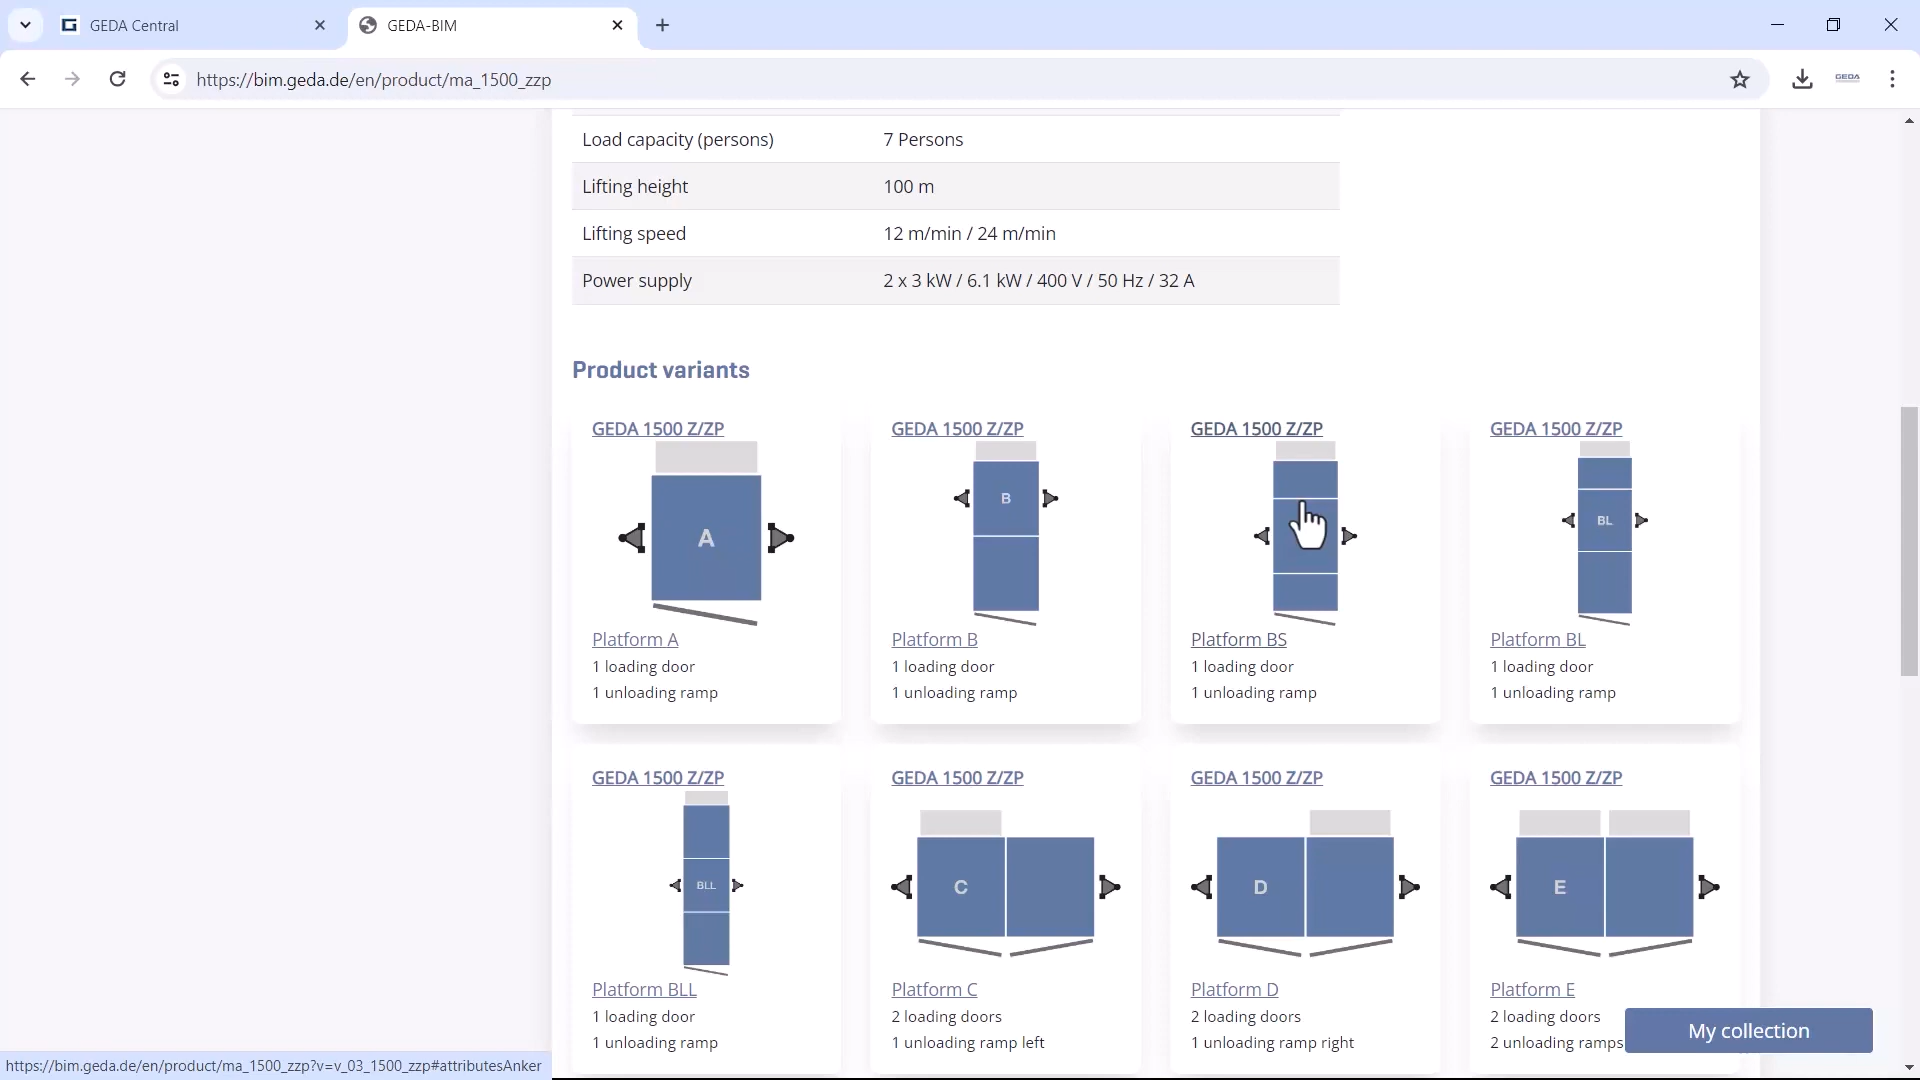 GEDA Central
GEDA-BIM
https://bim.geda.de/en/product/ma_1500_zzp
GEDA
Load capacity (persons) 7 Persons
Lifting height 100 m
Lifting speed 12 m/min / 24 m/min
Power supply 2 x 3 kW / 6.1 kW / 400 V / 50 Hz / 32 A
Product variants
GEDA 1500 Z/ZP
A
Platform A
1 loading door
1 unloading ramp
GEDA 1500 Z/ZP
B
Platform B
1 loading door
1 unloading ramp
GEDA 1500 Z/ZP
Platform BS
1 loading door
1 unloading ramp
GEDA 1500 Z/ZP
BL
Platform BL
1 loading door
1 unloading ramp
GEDA 1500 Z/ZP
BLL
Platform BLL
1 loading door
1 unloading ramp
GEDA 1500 Z/ZP
C
Platform C
2 loading doors
1 unloading ramp left
GEDA 1500 Z/ZP
D
Platform D
2 loading doors
1 unloading ramp right
GEDA 1500 Z/ZP
E
Platform E
2 loading doors
2 unloading ramps
My collection
https://bim.geda.de/en/product/ma_1500_zzp?v=v_03_1500_zzp#attributesAnker